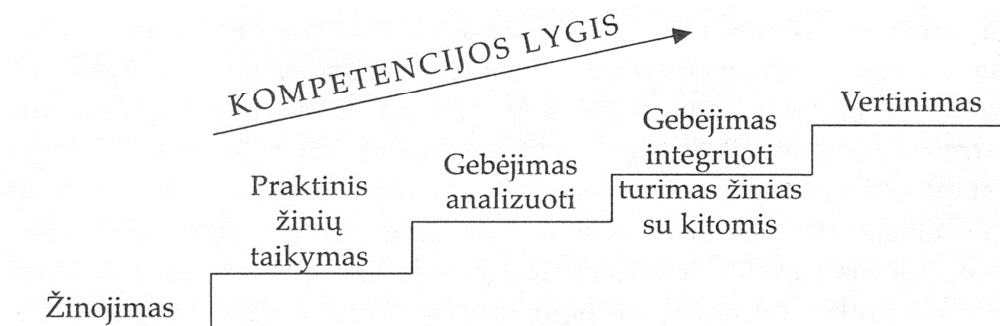 KOMPETENCIJOS LYGIS
Žinojimas
Praktinis
žinių
taikymas
Gebėjimas
analizuoti
Gebėjimas
integruoti
turimas žinias
su kitomis
Vertinimas